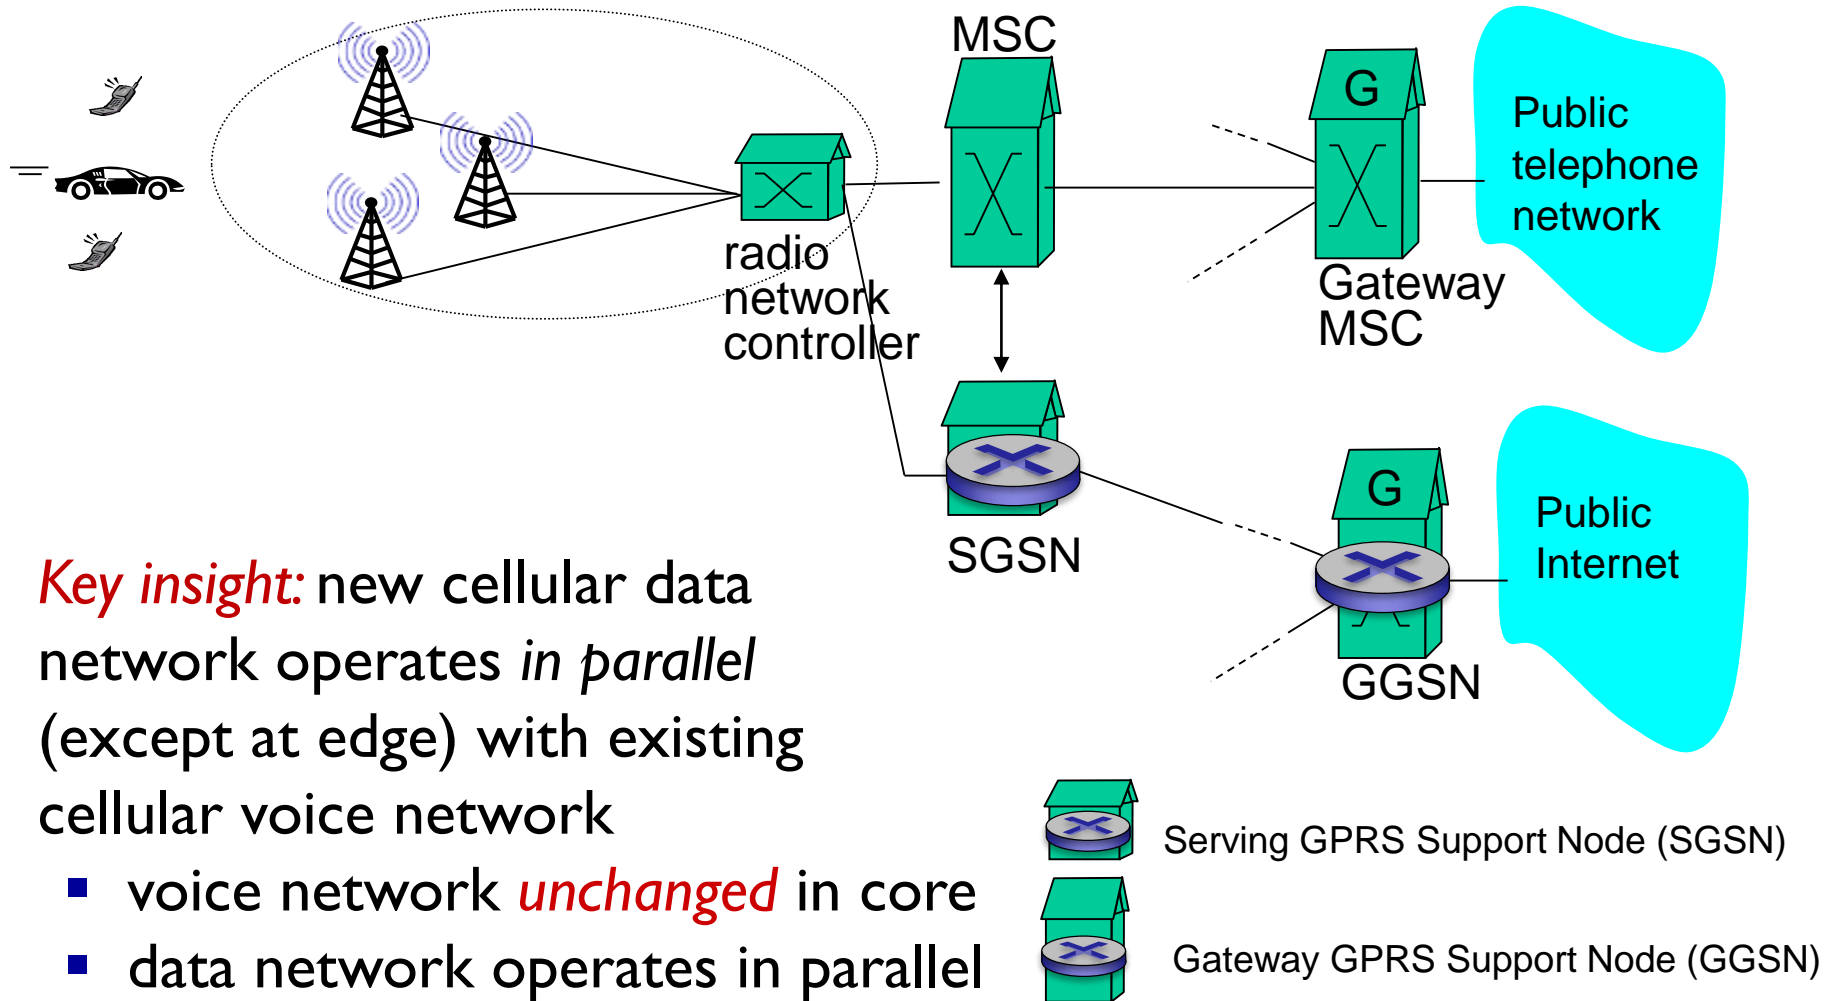 MSC
G
Public
telephone
network
radio
network
controller
Gateway
MSC
SGSN
G
Public
Internet
GGSN
Key insight: new cellular data
network operates in parallel
(except at edge) with existing
cellular voice network
▪ voice network unchanged in core
▪ data network operates in parallel
Serving GPRS Support Node (SGSN)
Gateway GPRS Support Node (GGSN)